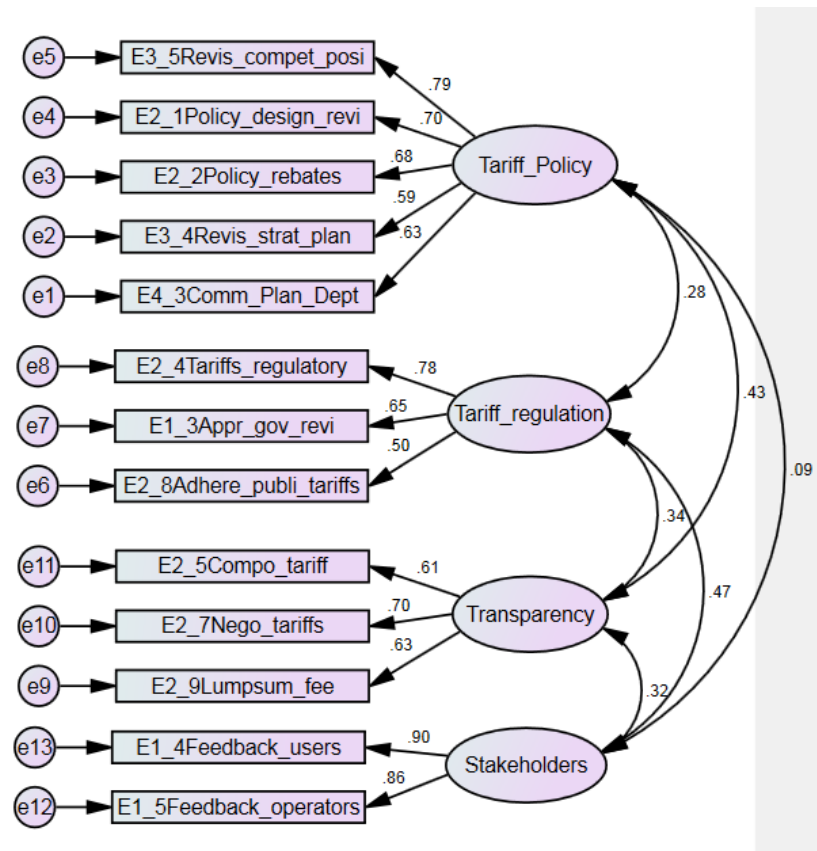 e5 E3_5Revis_compet_posi .79
e4 E2_1Policy_design_revi .70
e3 E2_2Policy_rebates .68 Tariff_Policy
e2 E3_4Revis_strat_plan .59
e1 E4_3Comm_Plan_Dept .63
.28
e8 E2_4Tariffs_regulatory .78
e7 E1_3Appr_gov_revi .65 Tariff_regulation .43
e6 E2_8Adhere_publi_tariffs .50 .09
.34
e11 E2_5Compo_tariff .61
e10 E2_7Nego_tariffs .70 Transparency .47
e9 E2_9Lumpsum_fee .63
.32
e13 E1_4Feedback_users .90
Stakeholders
e12 E1_5Feedback_operators .86